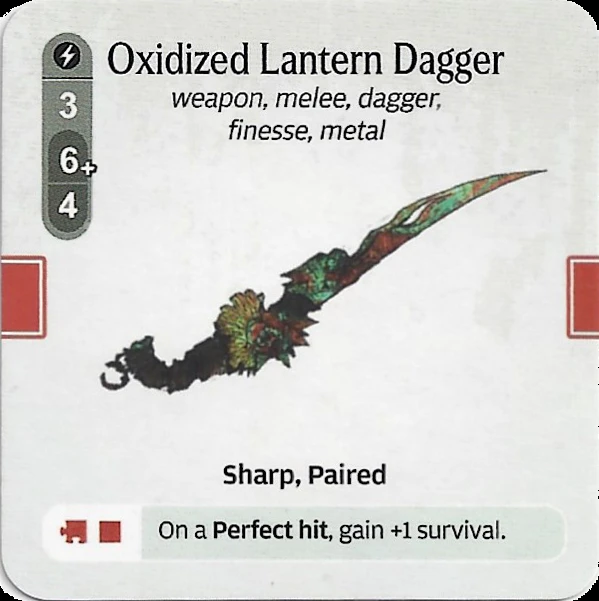 Oxidized Lantern Dagger
weapon, melee, dagger,
finesse, metal
3
6+
4
Sharp, Paired
On a Perfect hit, gain +1 survival.